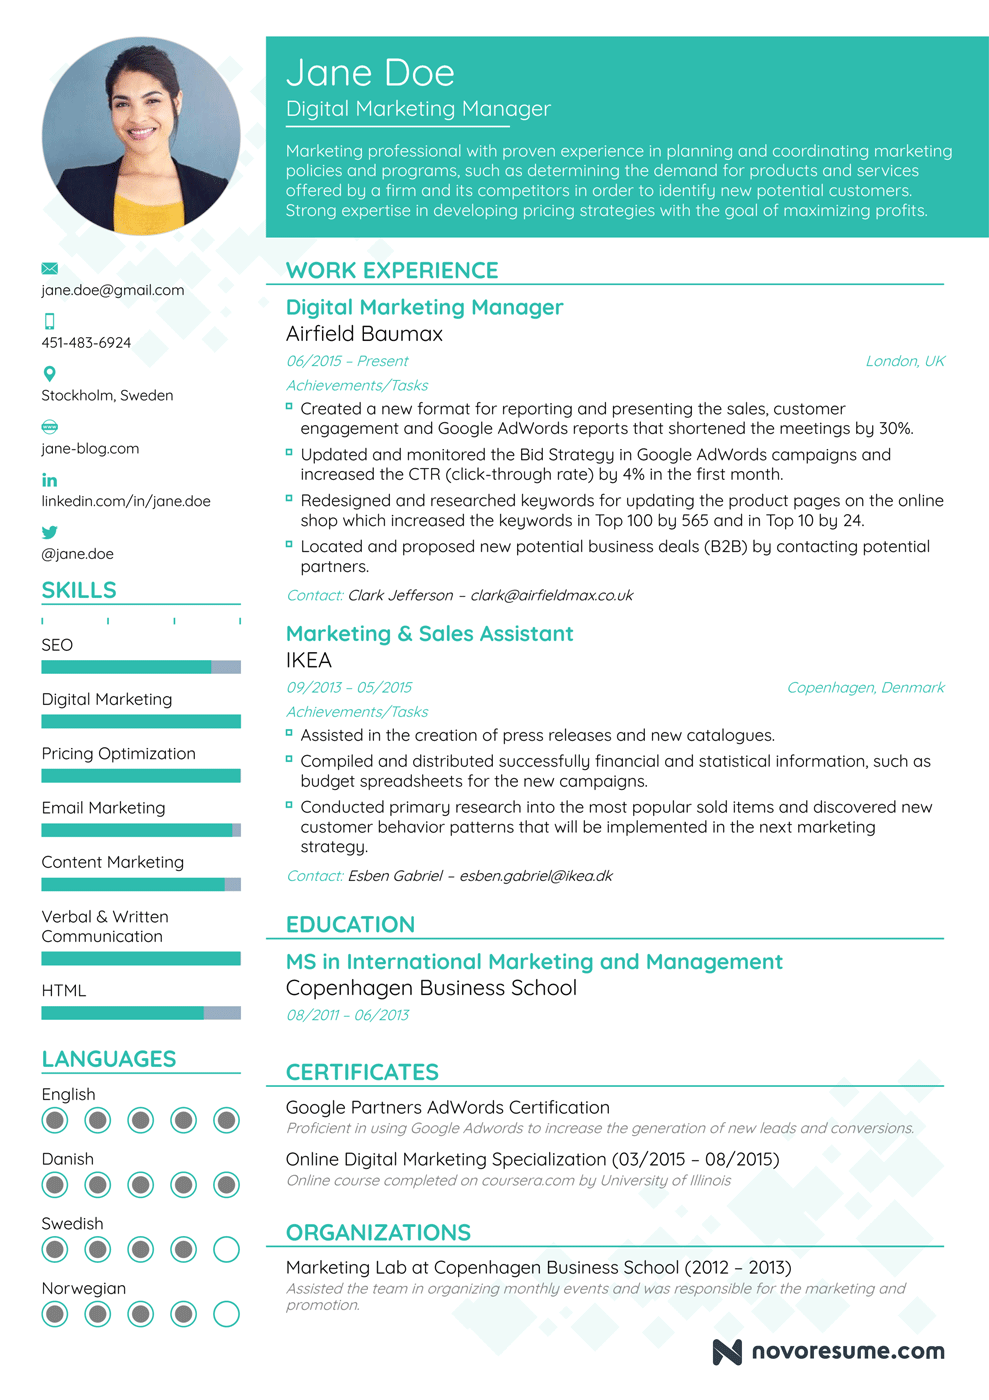 Jane Doe
Digital Marketing Manager
Marketing professional with proven experience in planning and coordinating marketing
policies and programs, such as determining the demand for products and services
offered by a firm and its competitors in order to identify new potential customers.
Strong expertise in developing pricing strategies with the goal of maximizing profits.
jane.doe@gmail.com
451-483-6924
Stockholm, Sweden
www
jane-blog.com
in
linkedin.com/in/jane.doe
@jane.doe
SKILLS
SEO
Digital Marketing
Pricing Optimization
Email Marketing
Content Marketing
Verbal & Written
Communication
HTML
LANGUAGES
English
Danish
Swedish
Norwegian
WORK EXPERIENCE
Digital Marketing Manager
Airfield Baumax
06/2015 – Present
London, UK
Achievements/Tasks
Created a new format for reporting and presenting the sales, customer
engagement and Google AdWords reports that shortened the meetings by 30%.
Updated and monitored the Bid Strategy in Google AdWords campaigns and
increased the CTR (click-through rate) by 4% in the first month.
Redesigned and researched keywords for updating the product pages on the online
shop which increased the keywords in Top 100 by 565 and in Top 10 by 24.
Located and proposed new potential business deals (B2B) by contacting potential
partners.
Contact: Clark Jefferson – clark@airfieldmax.co.uk
Marketing & Sales Assistant
IKEA
09/2013 – 05/2015
Copenhagen, Denmark
Achievements/Tasks
Assisted in the creation of press releases and new catalogues.
Compiled and distributed successfully financial and statistical information, such as
budget spreadsheets for the new campaigns.
Conducted primary research into the most popular sold items and discovered new
customer behavior patterns that will be implemented in the next marketing
strategy.
Contact: Esben Gabriel – esben.gabriel@ikea.dk
EDUCATION
MS in International Marketing and Management
Copenhagen Business School
08/2011 – 06/2013
CERTIFICATES
Google Partners AdWords Certification
Proficient in using Google Adwords to increase the generation of new leads and conversions.
Online Digital Marketing Specialization (03/2015 – 08/2015)
Online course completed on coursera.com by University of Illinois
ORGANIZATIONS
Marketing Lab at Copenhagen Business School (2012 – 2013)
Assisted the team in organizing monthly events and was responsible for the marketing and
promotion.
novoresume.com